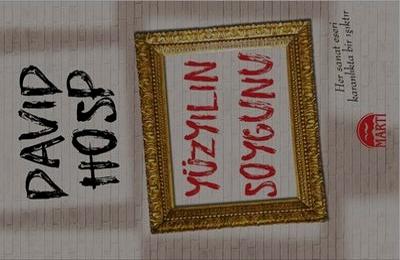 DAVID
HOSP
YÜZYILIN
SOYGUNU
Her sanat eseri
karanlıkta bir ışıktır
MARTI